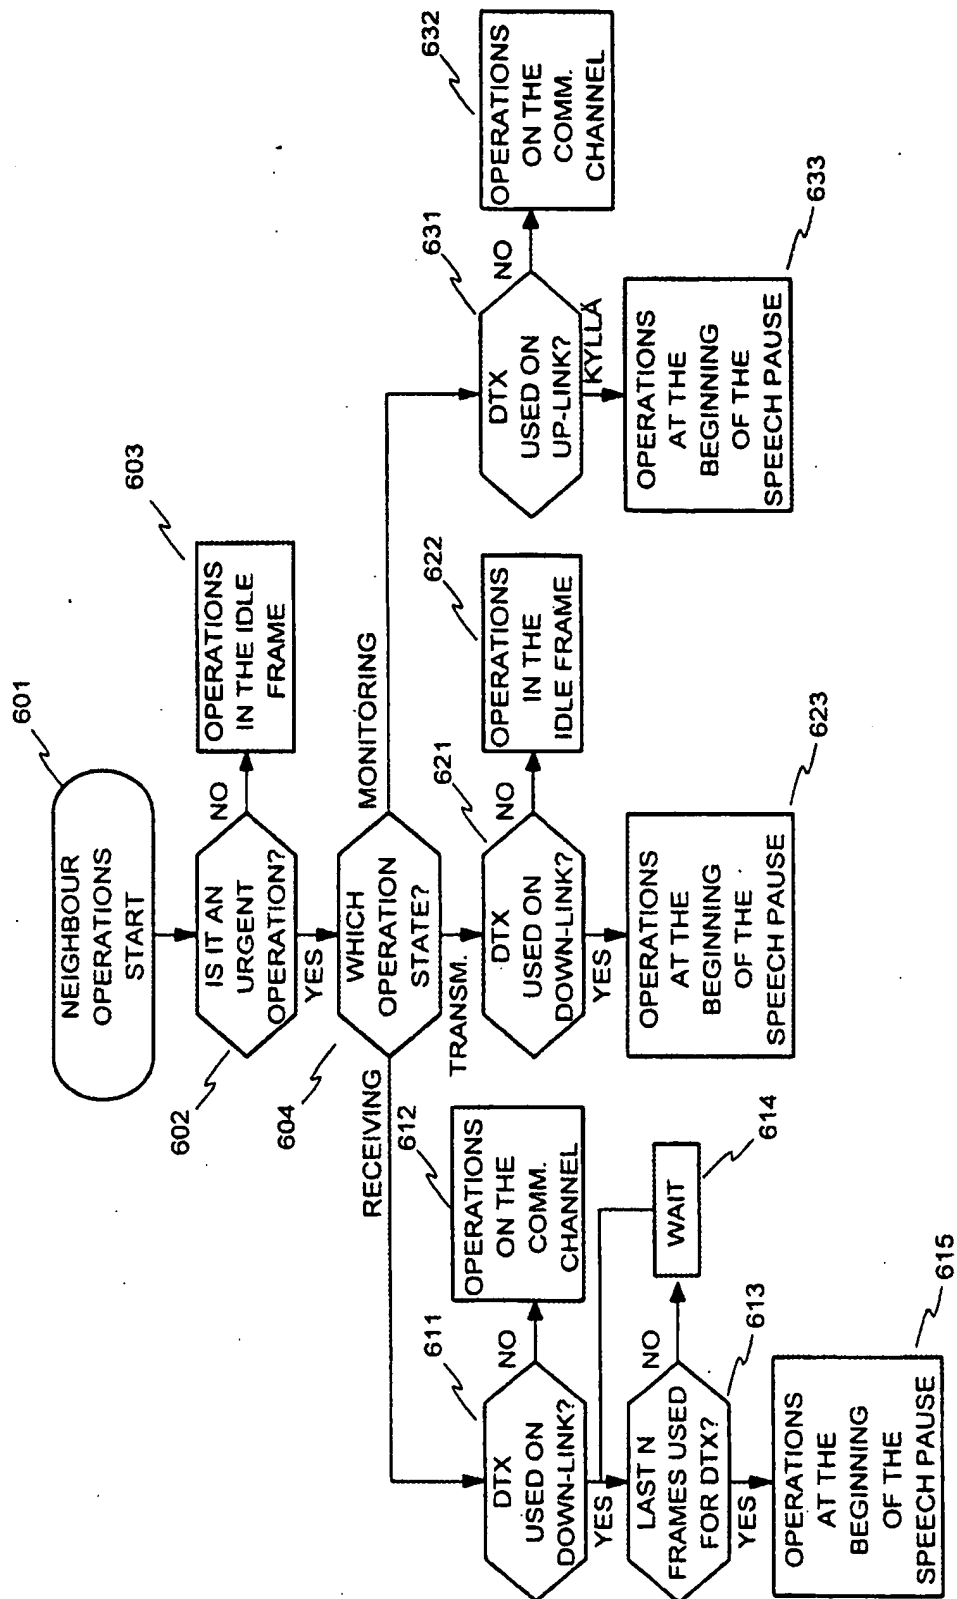 601
NEIGHBOUR
OPERATIONS
START
602
IS IT AN
URGENT
OPERATION?
NO
603
OPERATIONS
IN THE IDLE
FRAME
YES
604
WHICH
OPERATION
STATE?
RECEIVING
TRANSM.
MONITORING
611
DTX
USED ON
DOWN-LINK?
NO
612
OPERATIONS
ON THE
COMM.
CHANNEL
YES
LAST N
FRAMES USED
FOR DTX?
613
NO
WAIT
614
YES
OPERATIONS
AT THE
BEGINNING
OF THE
SPEECH PAUSE
615
621
DTX
USED ON
DOWN-LINK?
NO
622
OPERATIONS
IN THE
IDLE FRAME
YES
OPERATIONS
AT THE
BEGINNING
OF THE
SPEECH PAUSE
623
631
DTX
USED ON
UP-LINK?
NO
632
OPERATIONS
ON THE
COMM.
CHANNEL
KYLLÄ
OPERATIONS
AT THE
BEGINNING
OF THE
SPEECH PAUSE
633